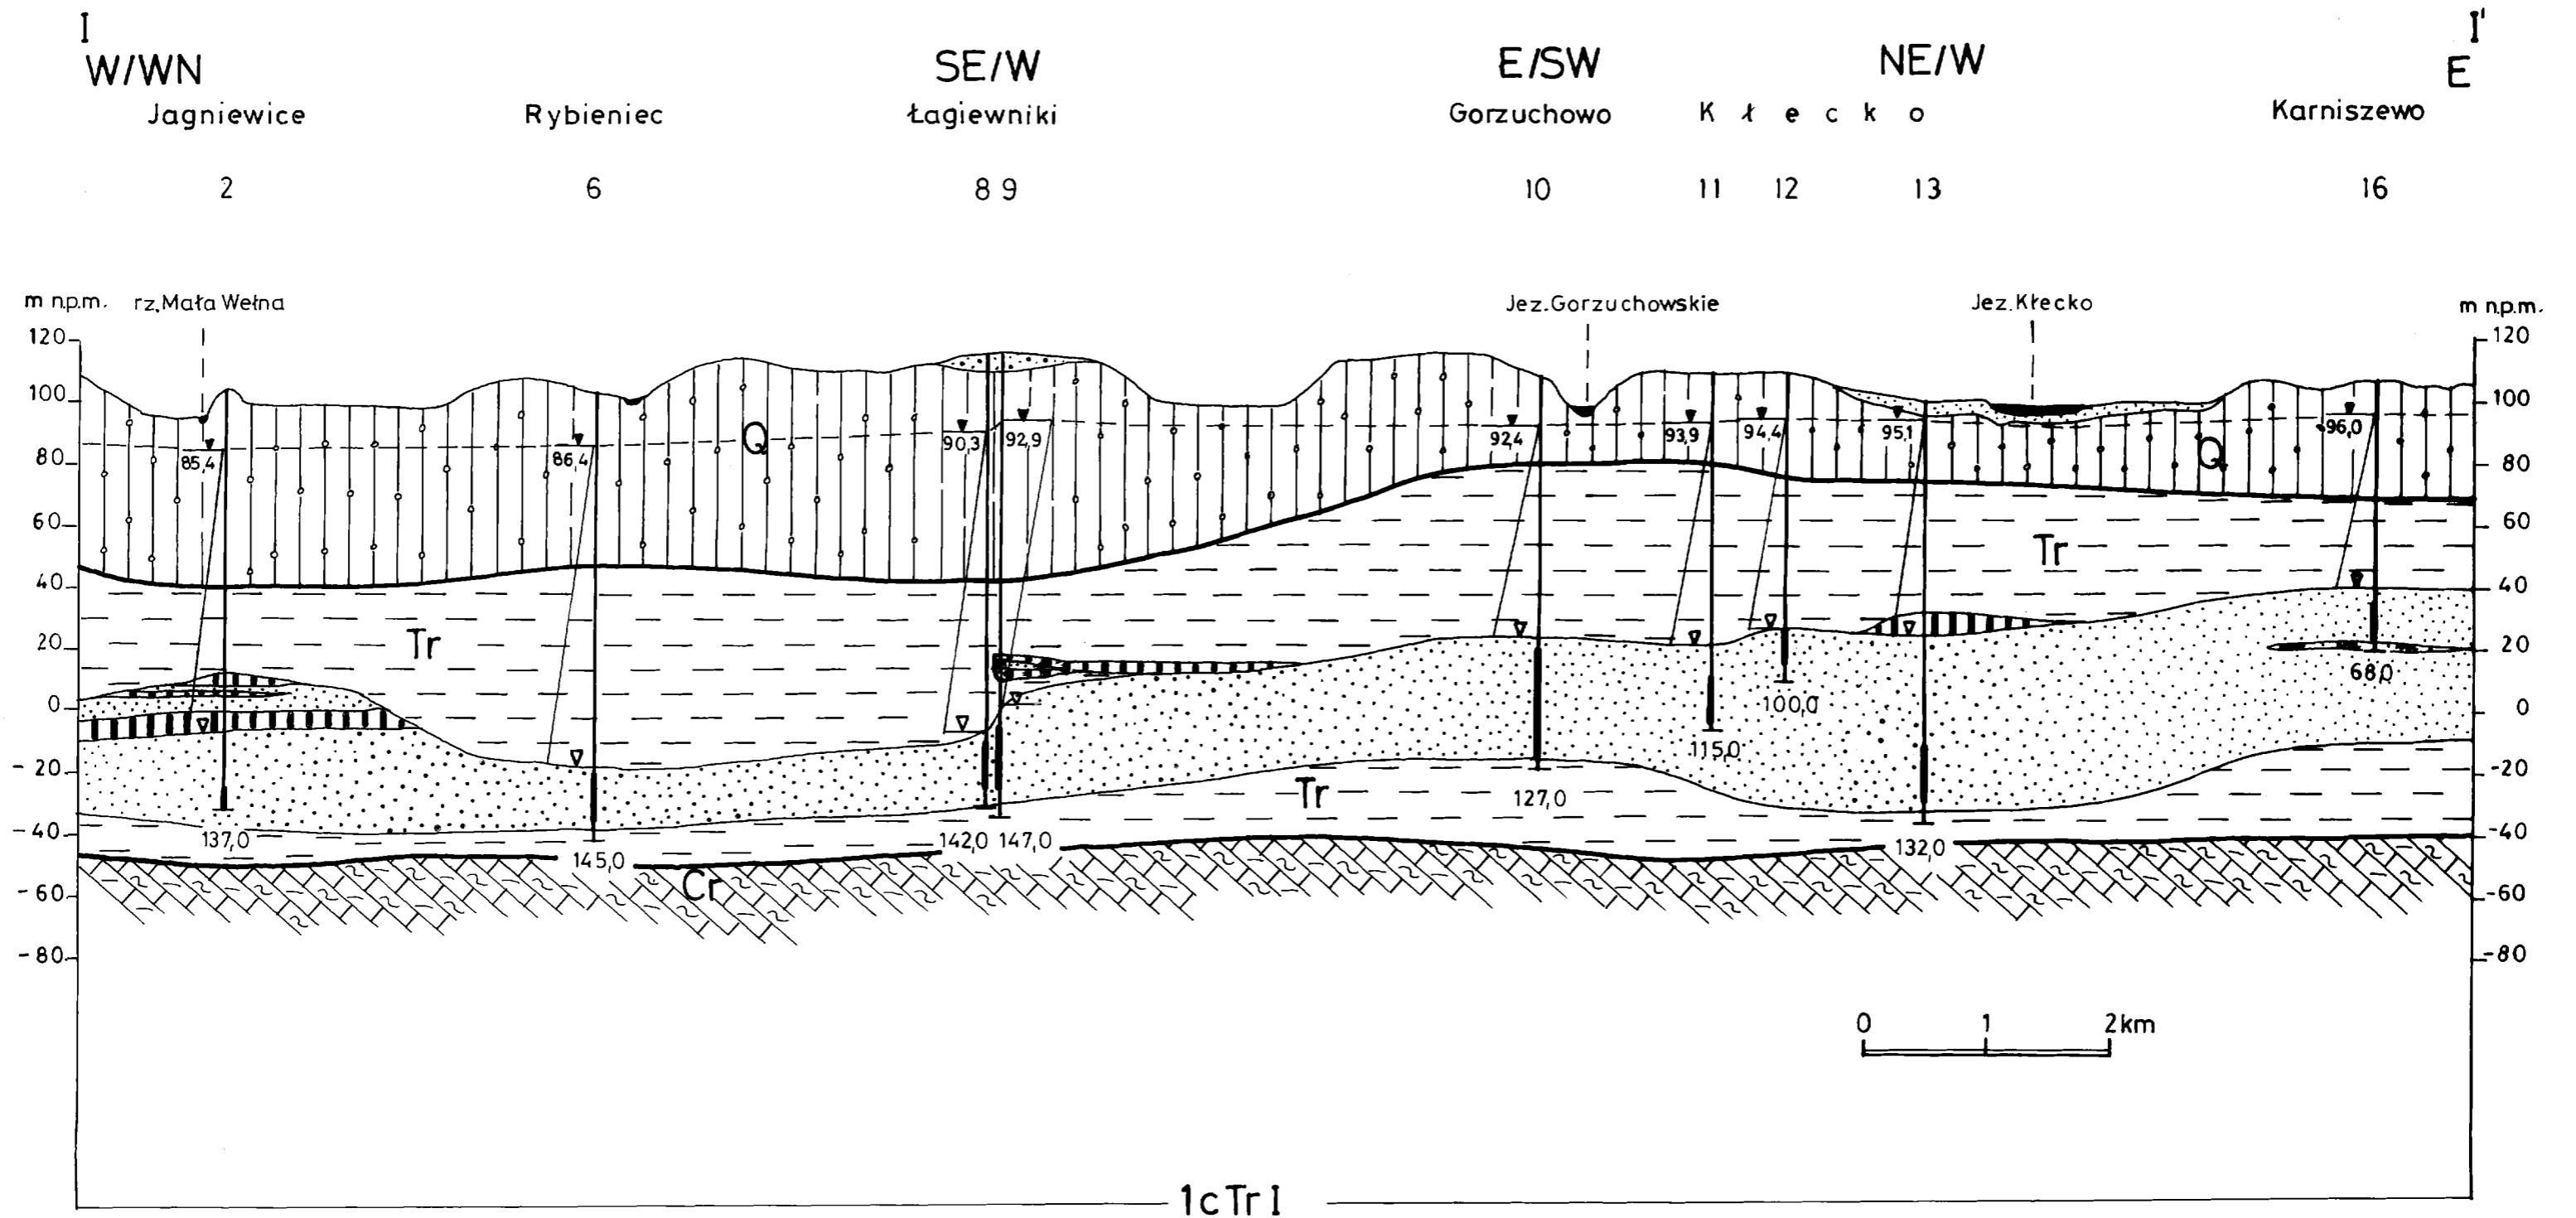 I I'
W/WN SE/W E/SW NE/W E
Jagniewice Rybieniec Łagiewniki Gorzuchowo Kłecko Karniszewo
2 6 8 9 10 11 12 13 16
m n.p.m. rz.Mała Wełna Jez.Gorzuchowskie Jez.Kłecko m n.p.m.
120 120
100 100
85,4 86,4 Q 90,3 92,9 92,4 93,9 94,4 95,1 Q 96,0
80 80
60 60
Tr
40 40
Tr
20 20
68,0
0 100,0 0
115,0
-20 -20
Tr 127,0
-40 -40
137,0 145,0 142,0 147,0 132,0
Cr
-60 -60
-80 -80
0 1 2km
1cTrI